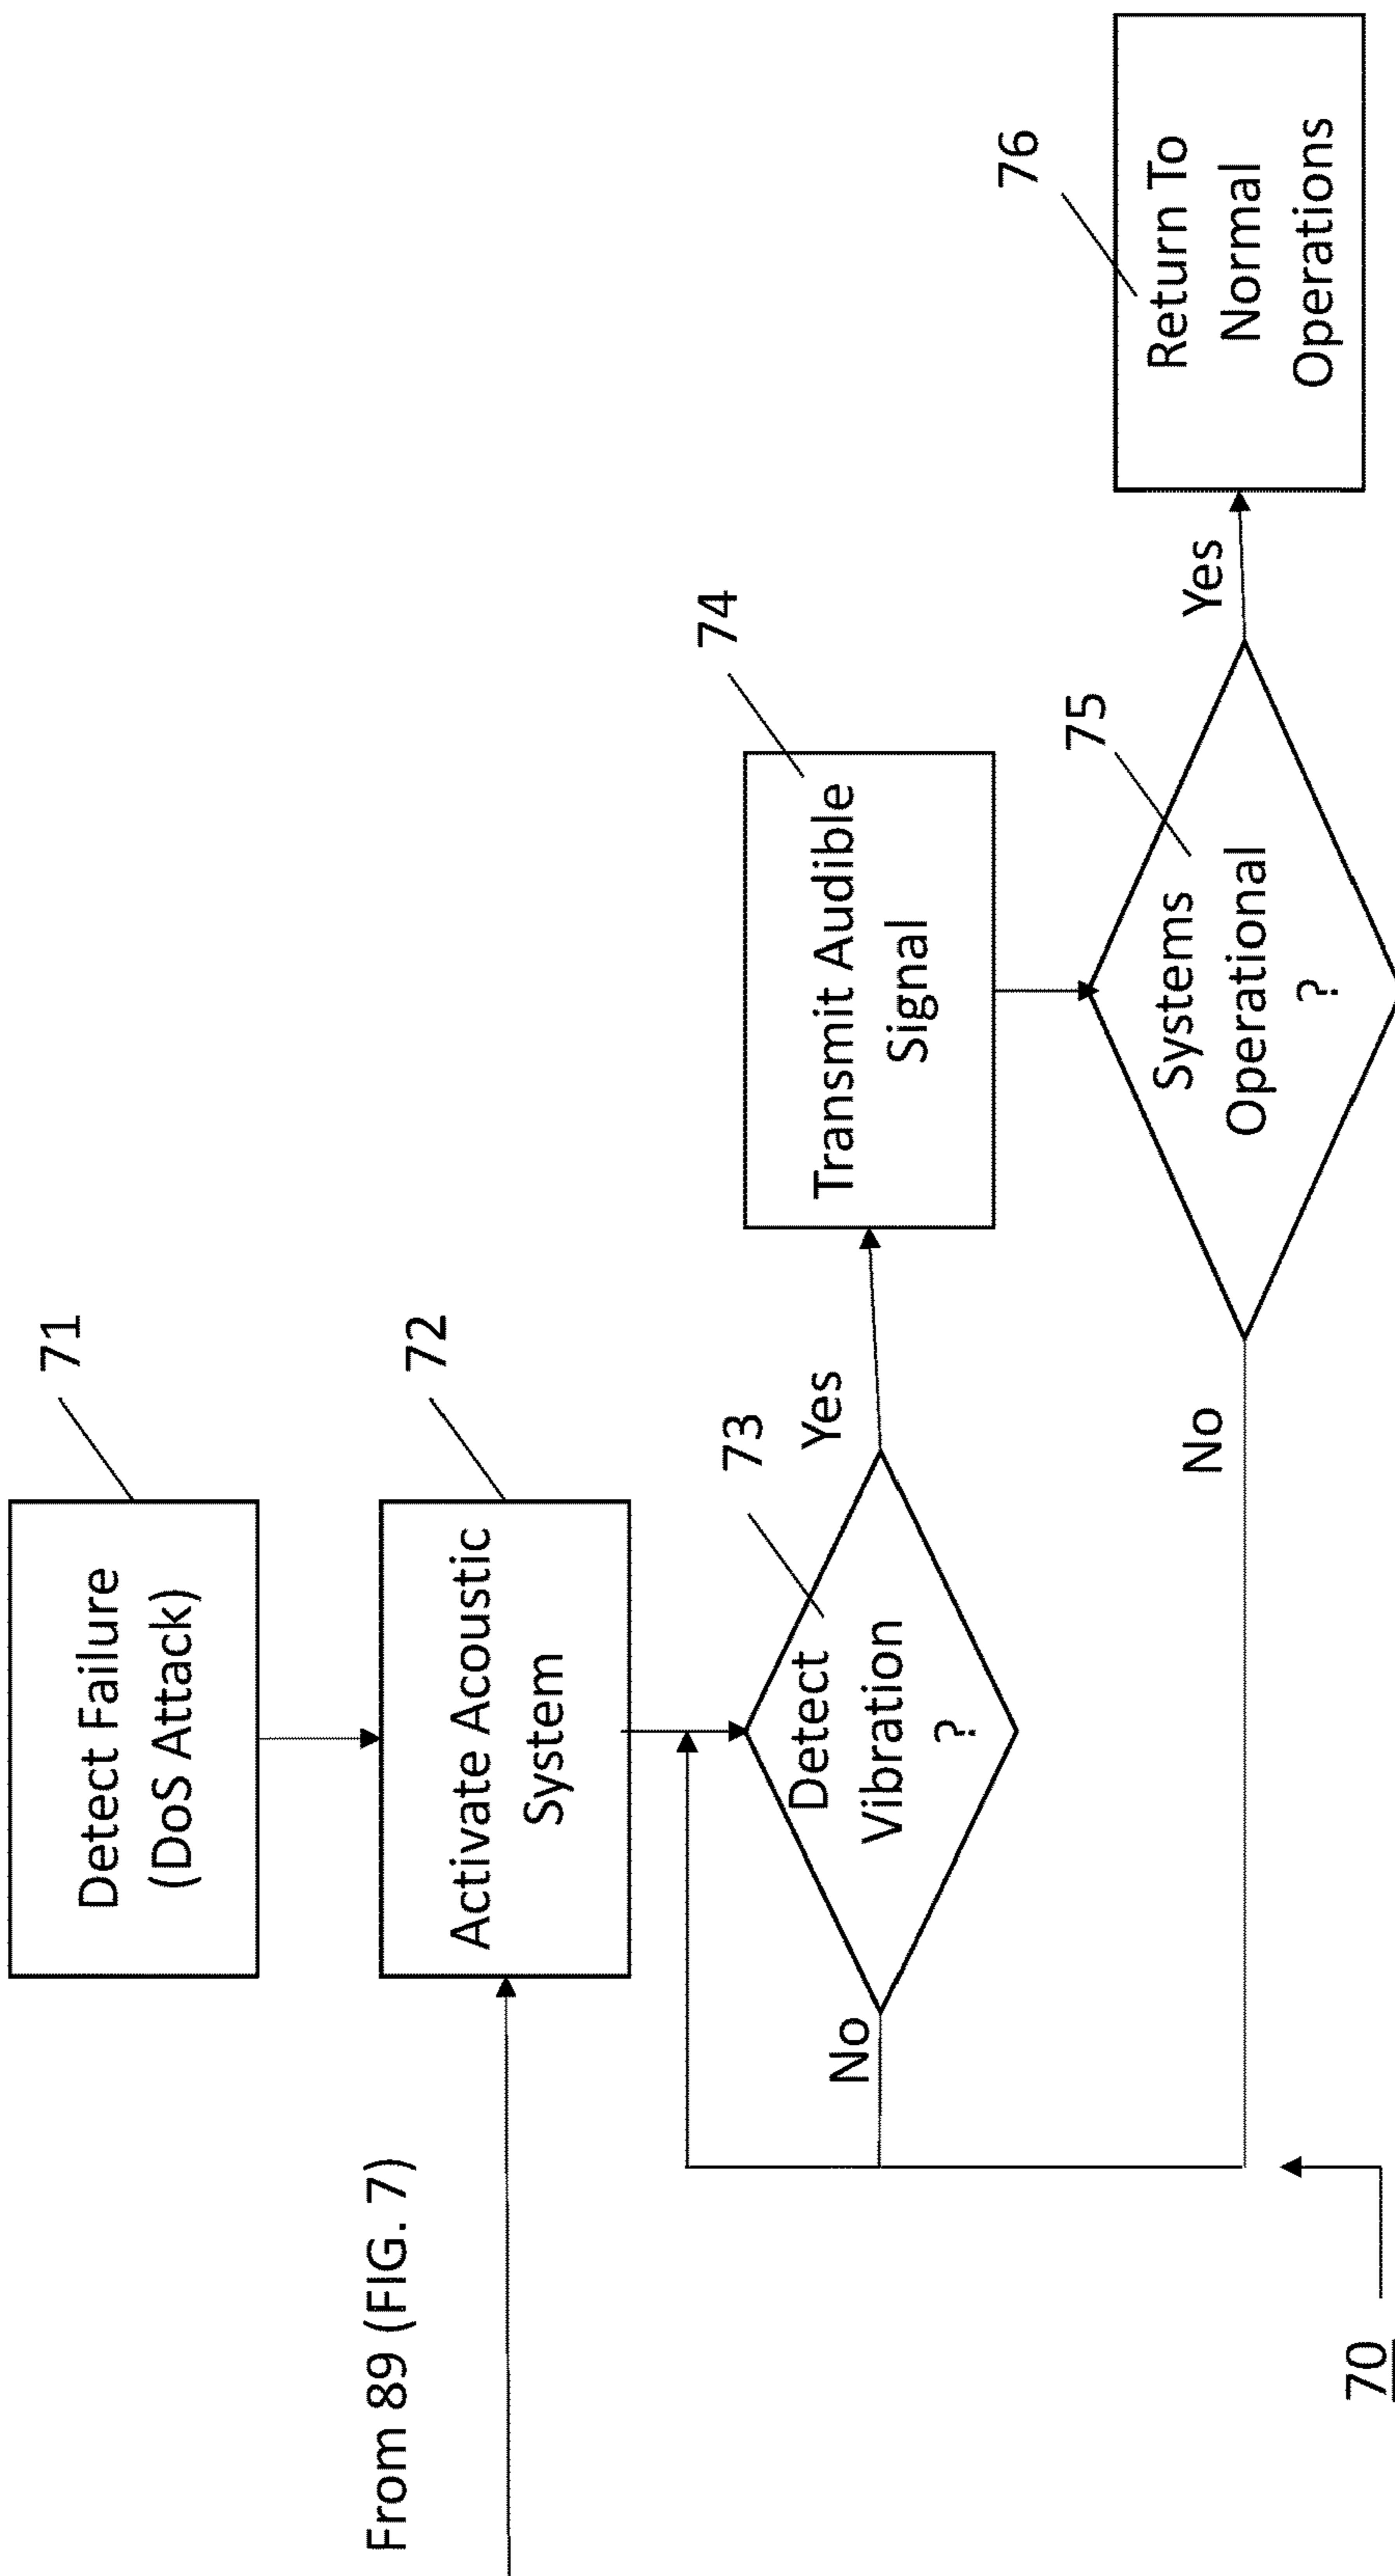 71
Detect Failure
(DoS Attack)
From 89 (FIG. 7)
72
Activate Acoustic
System
73
Detect
Vibration
?
Yes
No
74
Transmit Audible
Signal
75
Systems
Operational
?
Yes
No
76
Return To
Normal
Operations
70